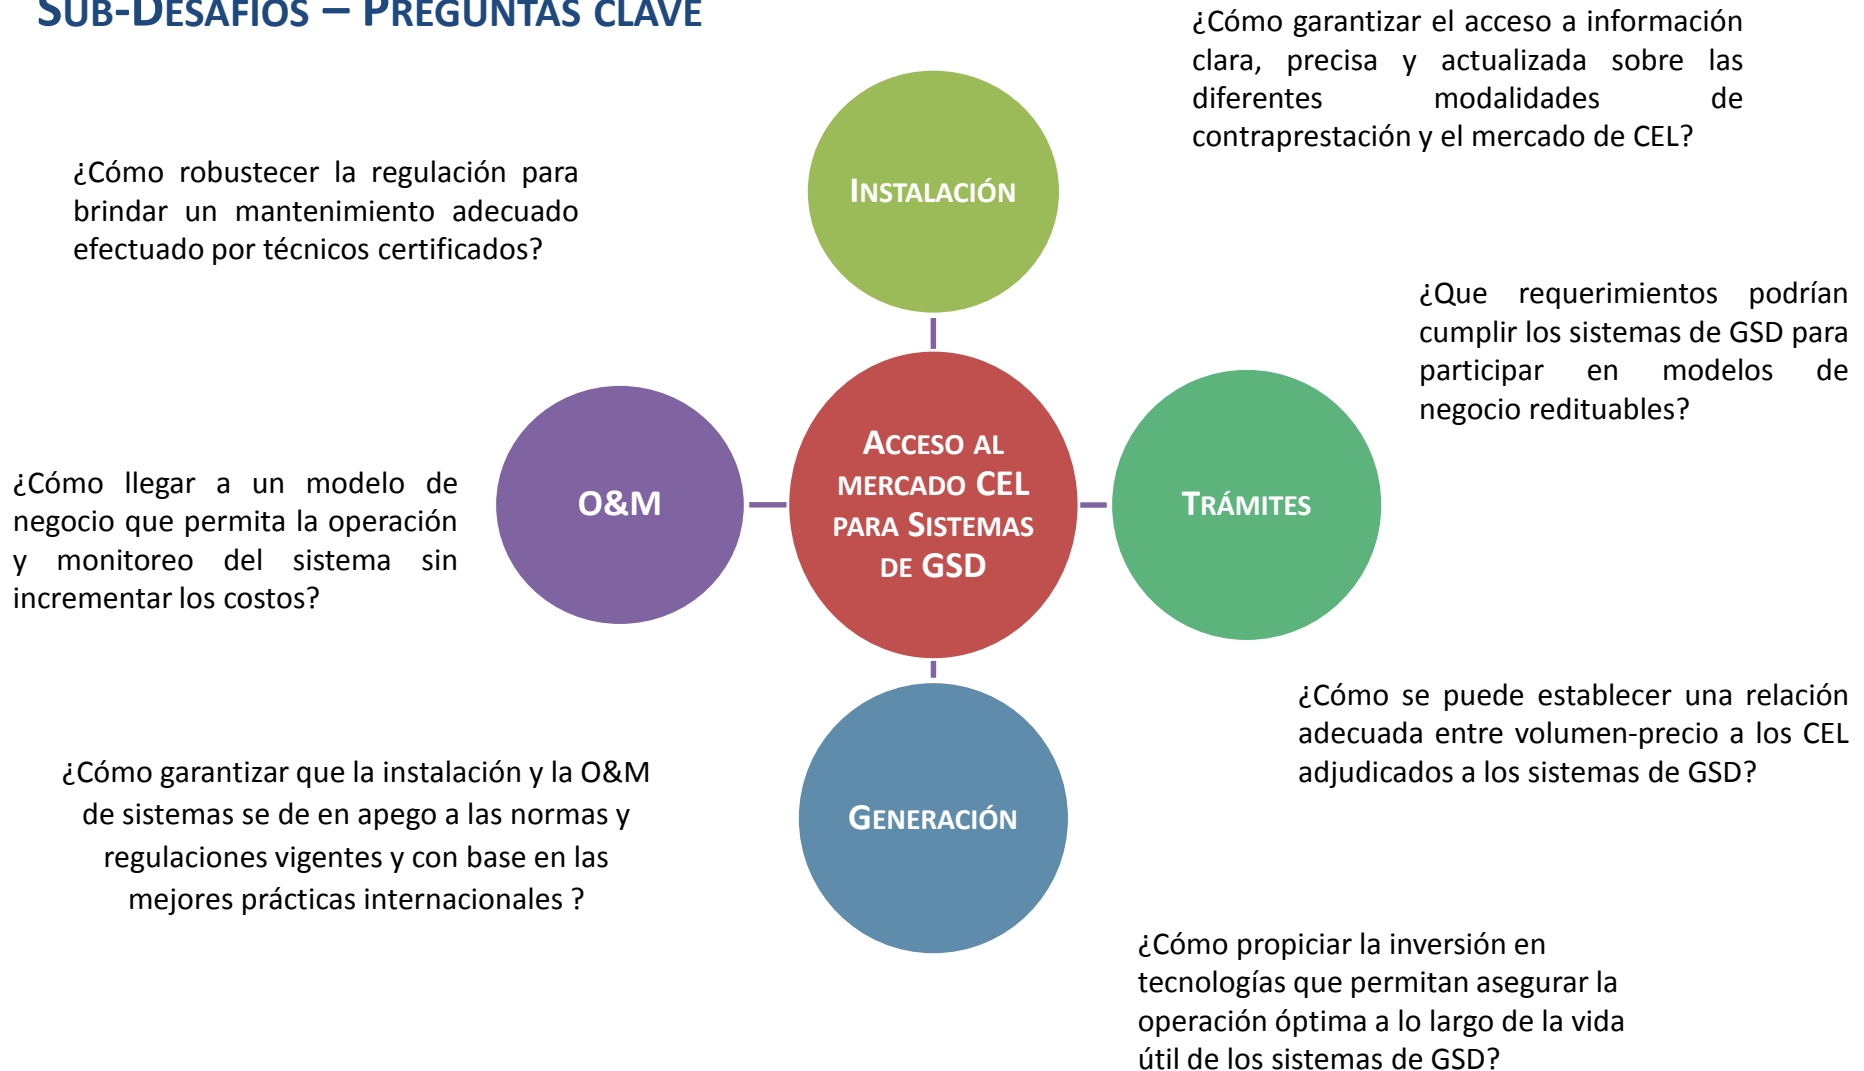 SUB-DESAFÍOS – PREGUNTAS CLAVE
¿Cómo garantizar el acceso a información
clara, precisa y actualizada sobre las
diferentes modalidades de
contraprestación y el mercado de CEL?
¿Cómo robustecer la regulación para
brindar un mantenimiento adecuado
efectuado por técnicos certificados?
INSTALACIÓN
¿Que requerimientos podrían
cumplir los sistemas de GSD para
participar en modelos de
negocio redituables?
¿Cómo llegar a un modelo de
negocio que permita la operación
y monitoreo del sistema sin
incrementar los costos?
O&M
ACCESO AL
MERCADO CEL
PARA SISTEMAS
DE GSD
TRÁMITES
¿Cómo se puede establecer una relación
adecuada entre volumen-precio a los CEL
adjudicados a los sistemas de GSD?
¿Cómo garantizar que la instalación y la O&M
de sistemas se de en apego a las normas y
regulaciones vigentes y con base en las
mejores prácticas internacionales ?
GENERACIÓN
¿Cómo propiciar la inversión en
tecnologías que permitan asegurar la
operación óptima a lo largo de la vida
útil de los sistemas de GSD?